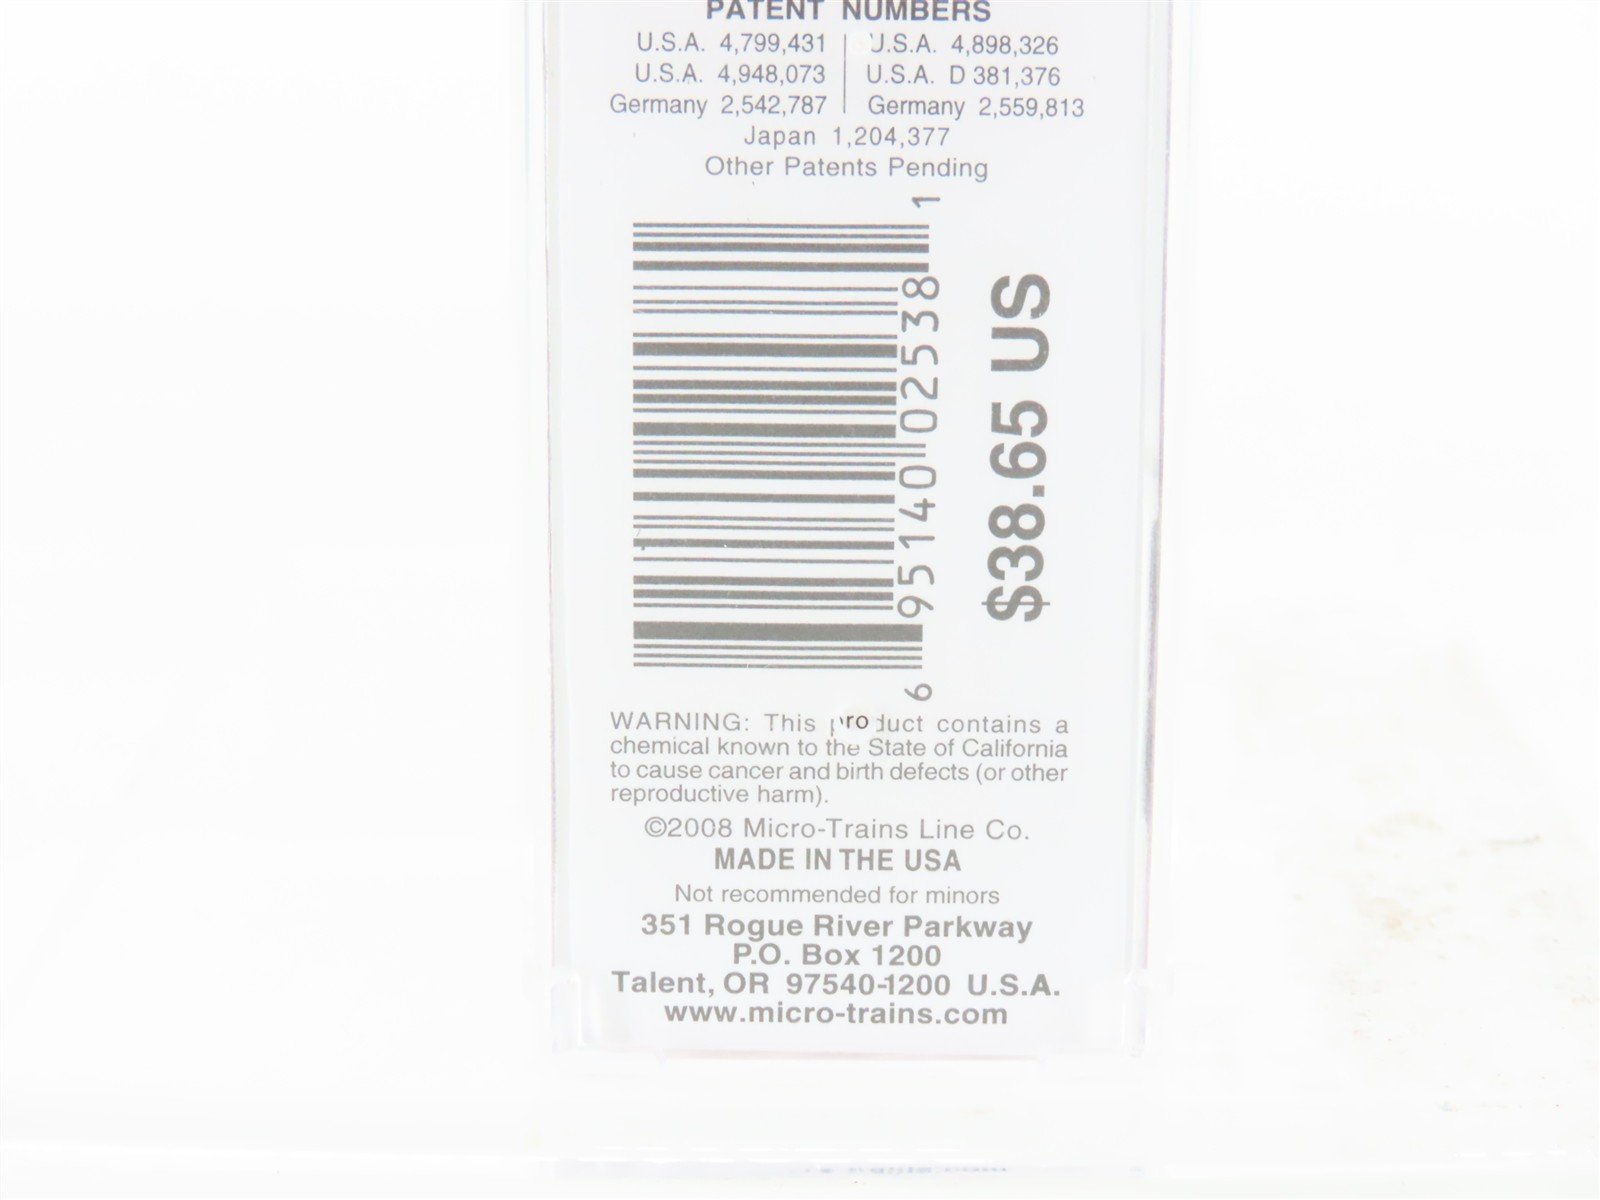 PATENT NUMBERS
U.S.A. 4,799,431 U.S.A. 4,898,326
U.S.A. 4,948,073 U.S.A. D 381,376
Germany 2,542,787 Germany 2,559,813
Japan 1,204,377
Other Patents Pending
6 95140 02538 1
$38.65 US
WARNING: This product contains a
chemical known to the State of California
to cause cancer and birth defects (or other
reproductive harm).
©2008 Micro-Trains Line Co.
MADE IN THE USA
Not recommended for minors
351 Rogue River Parkway
P.O. Box 1200
Talent, OR 97540-1200 U.S.A.
www.micro-trains.com